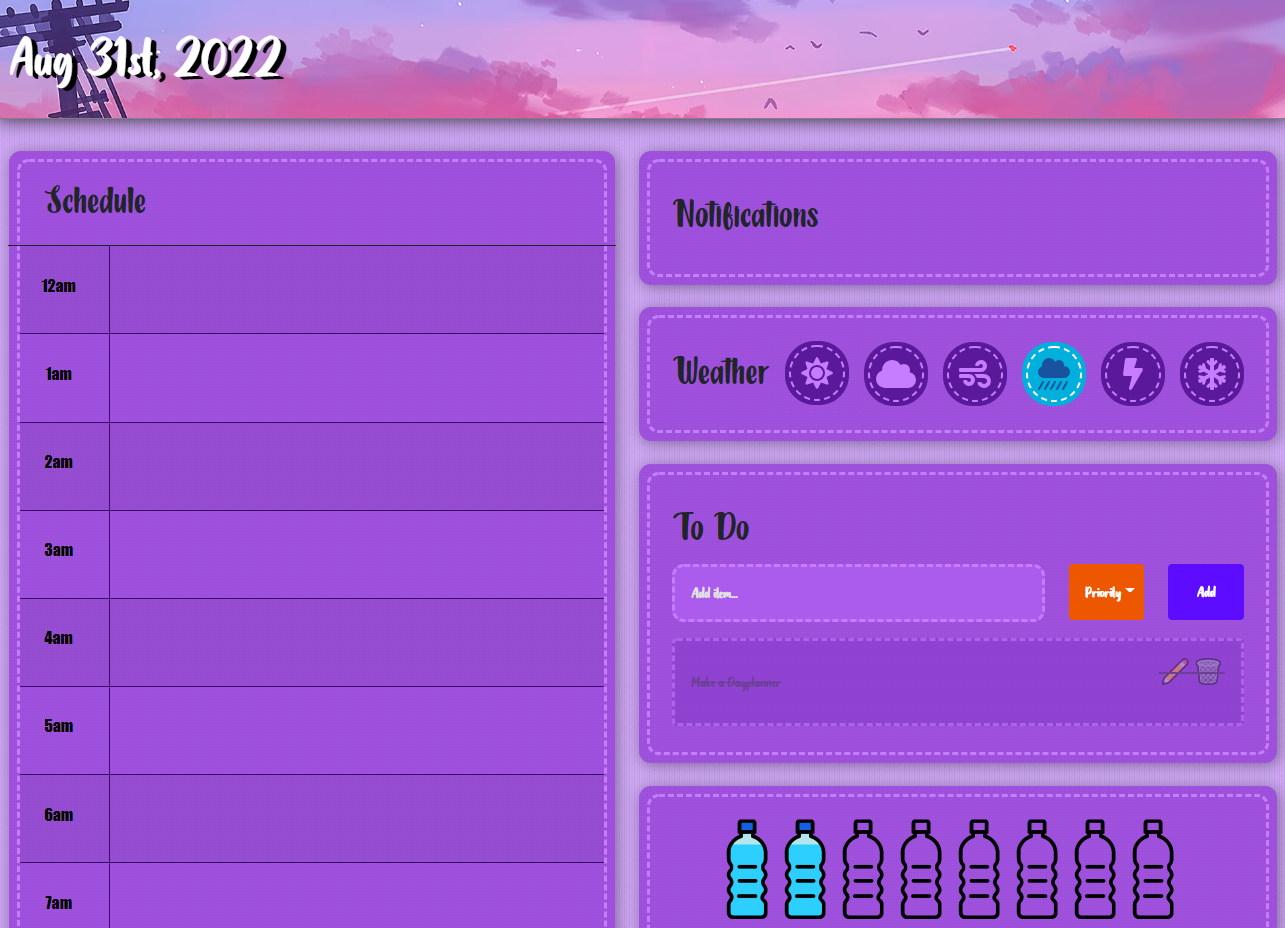 Aug 31st, 2022
Schedule
12am
1am
2am
3am
4am
5am
6am
7am
Notifications
Weather
To Do
Add item...
Priority
Add
Make a Dayplanner